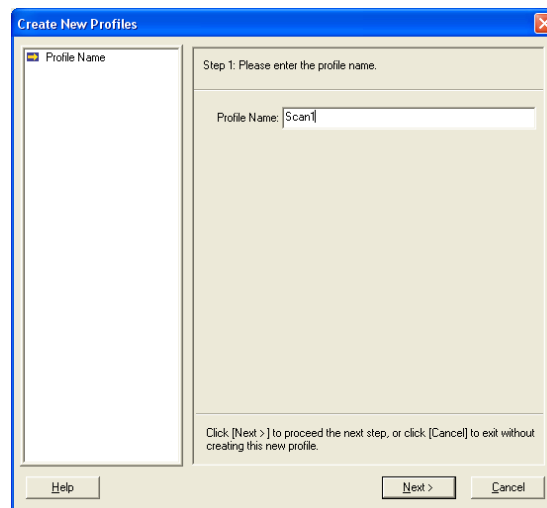 Create New Profiles
Profile Name
Step 1: Please enter the profile name.
Profile Name: Scan1
Click [Next >] to proceed the next step, or click [Cancel] to exit without
creating this new profile.
Help
Next >
Cancel